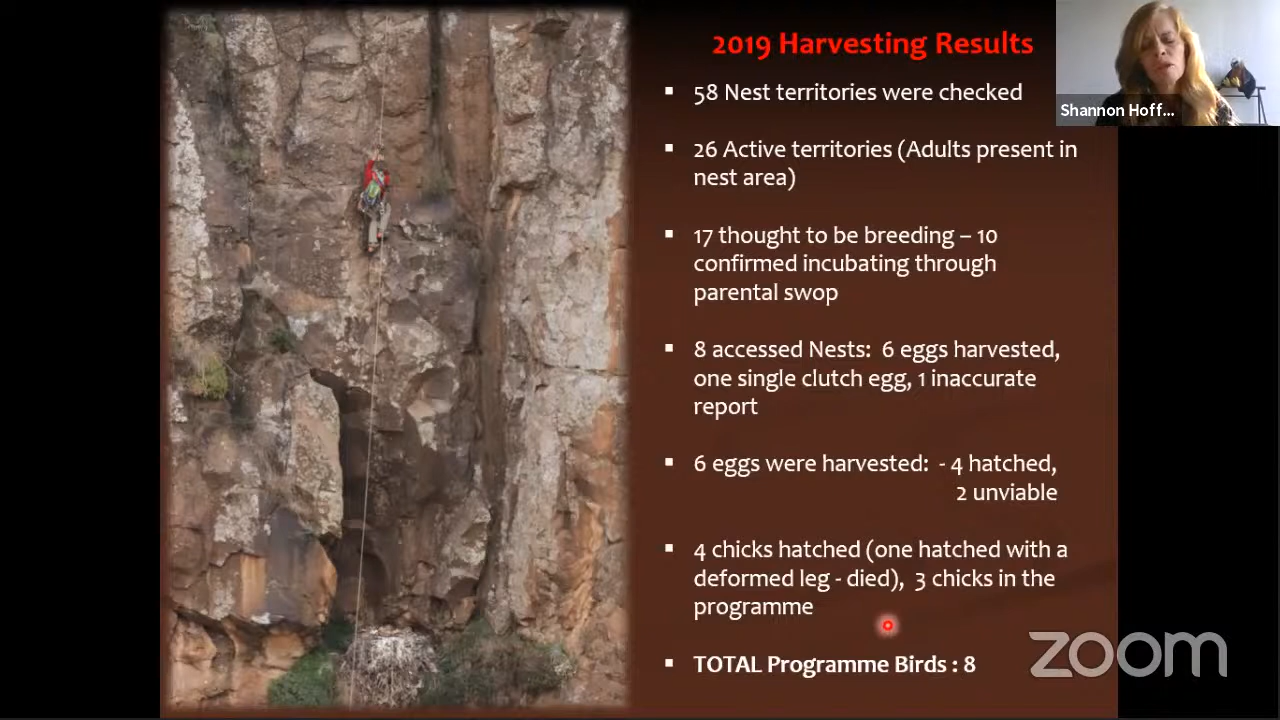 2019 Harvesting Results
▪ 58 Nest territories were checked
▪ 26 Active territories (Adults present in
nest area)
▪ 17 thought to be breeding – 10
confirmed incubating through
parental swop
▪ 8 accessed Nests: 6 eggs harvested,
one single clutch egg, 1 inaccurate
report
▪ 6 eggs were harvested: - 4 hatched,
2 unviable
▪ 4 chicks hatched (one hatched with a
deformed leg - died), 3 chicks in the
programme
▪ TOTAL Programme Birds : 8
Shannon Hoff...
zoom